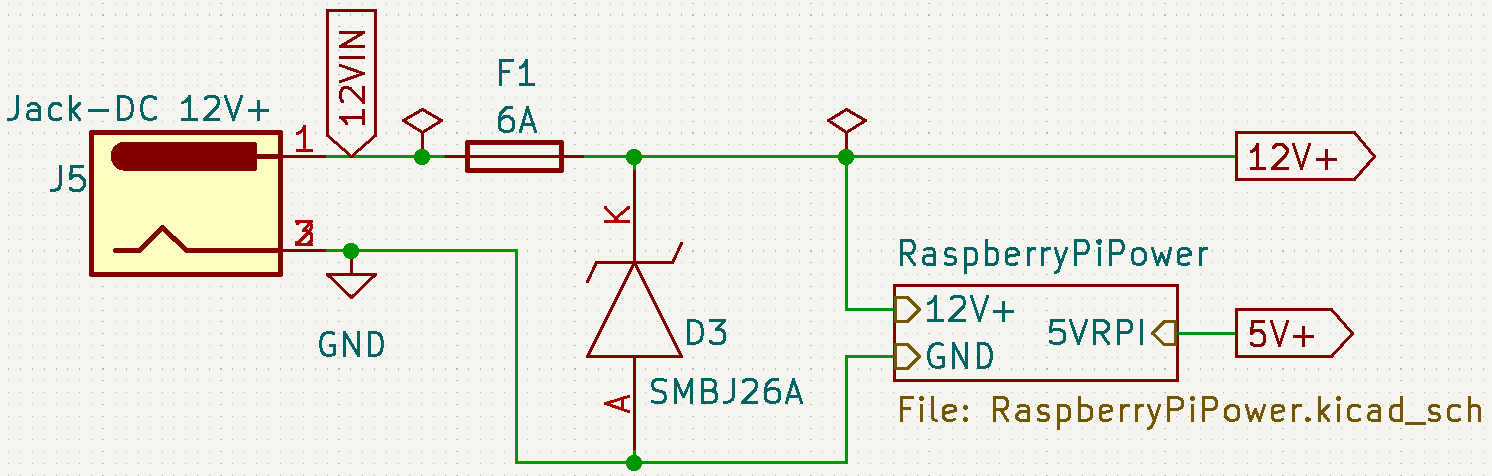 12VIN
F1
Jack-DC 12V+
6A
1
12V+
J5
K
3
RaspberryPiPower
12V+
5VRPI
5V+
GND
D3
GND
SMBJ26A
A
File: RaspberryPiPower.kicad_sch